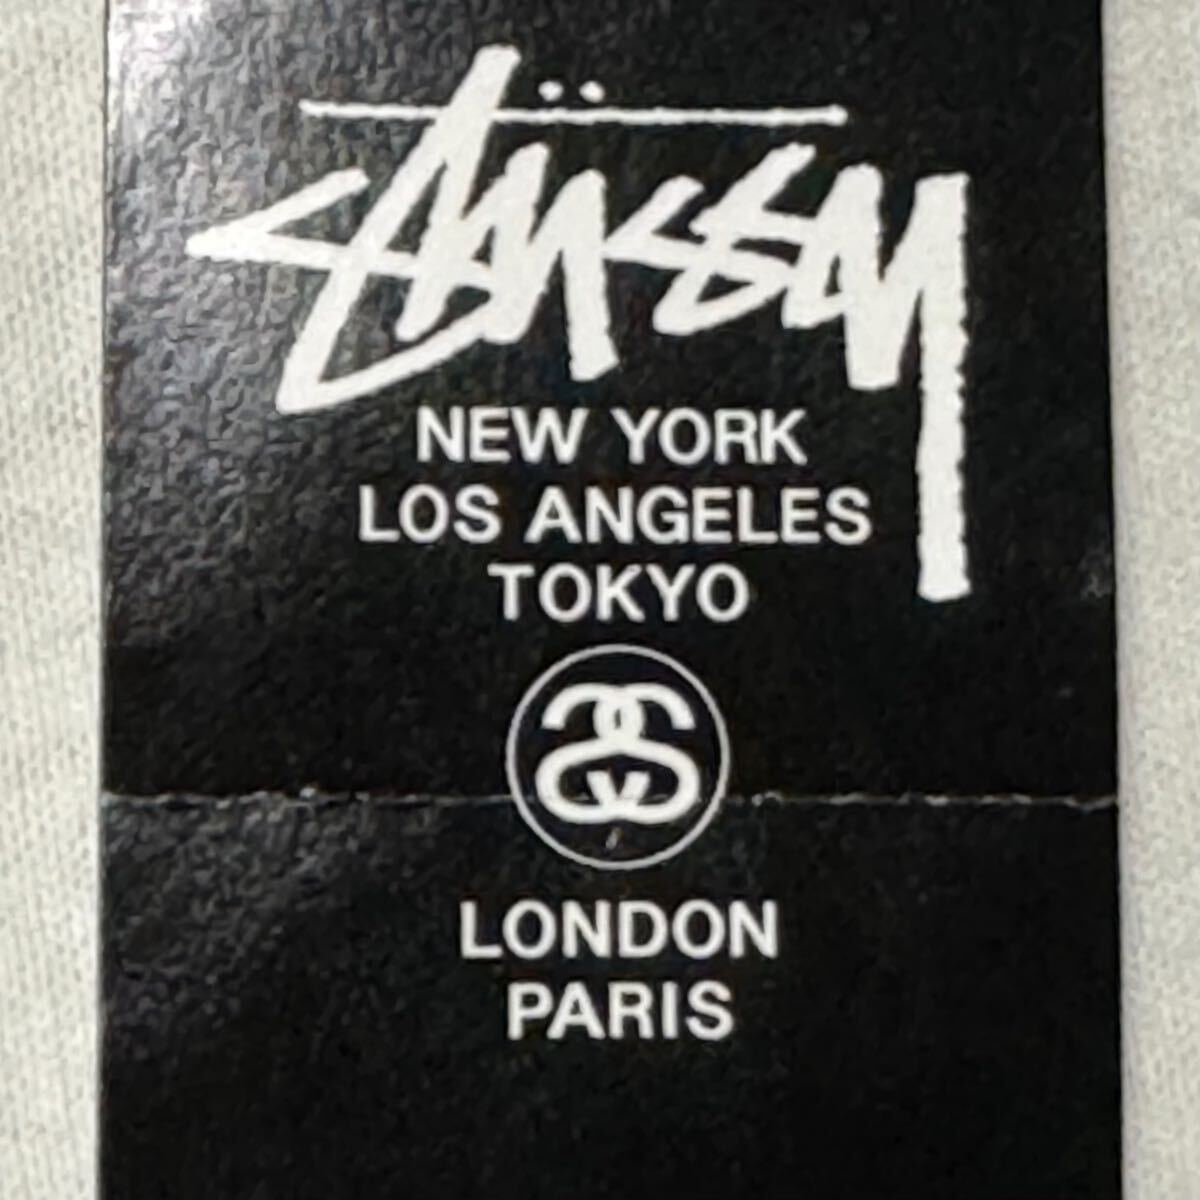 STÜSSY
NEW YORK
LOS ANGELES
TOKYO
LONDON
PARIS